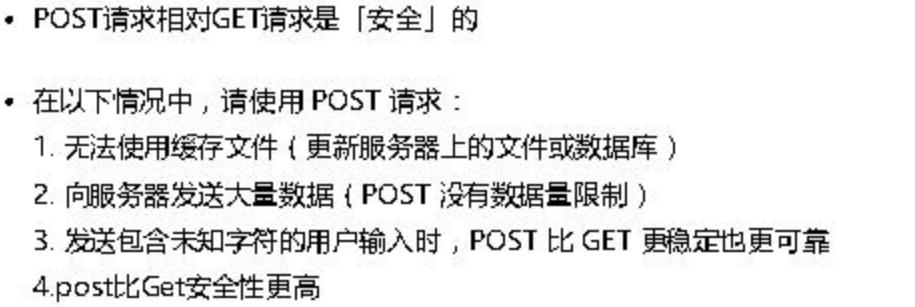 • POST请求相对GET请求是「安全」的
• 在以下情况中，请使用 POST 请求：
1. 无法使用缓存文件（更新服务器上的文件或数据库）
2. 向服务器发送大量数据（POST 没有数据量限制）
3. 发送包含未知字符的用户输入时，POST 比 GET 更稳定也更可靠
4.post比Get安全性更高